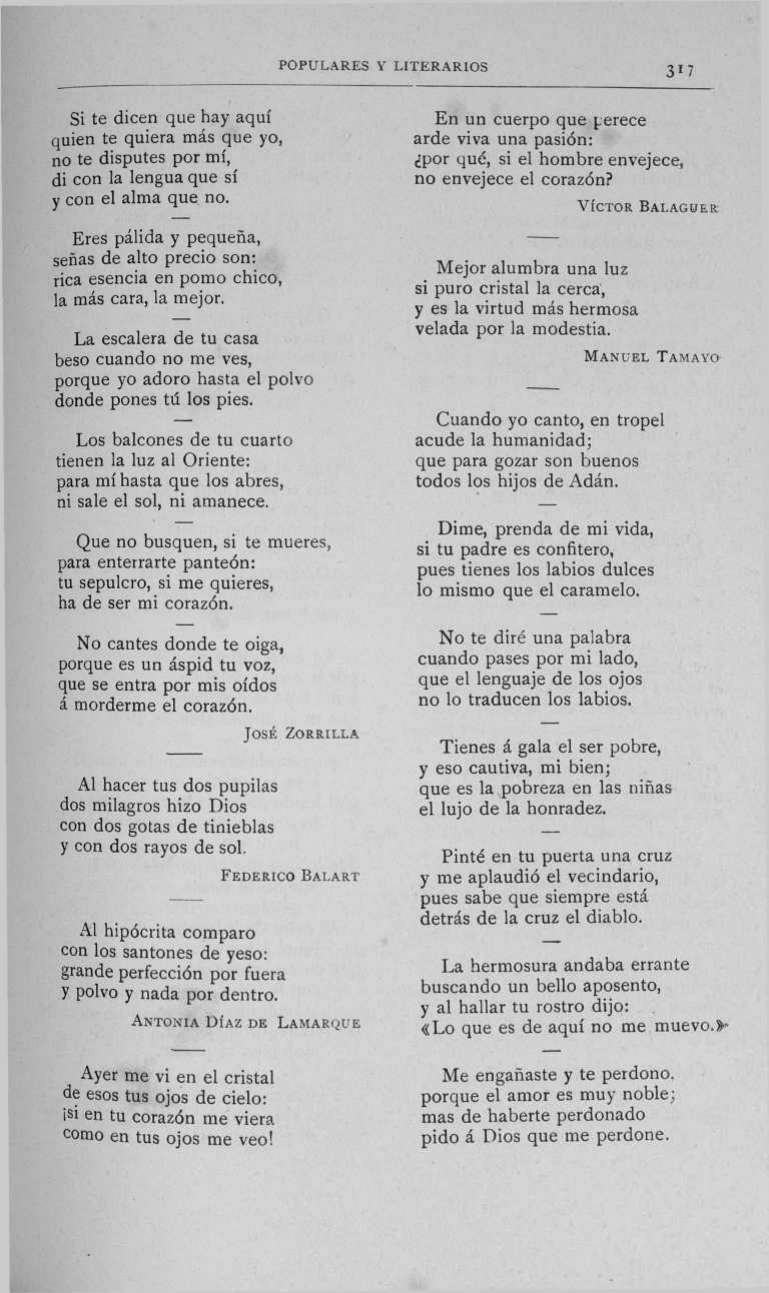 POPULARES Y LITERARIOS
317
Si te dicen que hay aquí
quien te quiera más que yo,
no te disputes por mí,
di con la lengua que sí
y con el alma que no.
Eres pálida y pequeña,
señas de alto precio son:
rica esencia en pomo chico,
la más cara, la mejor.
La escalera de tu casa
beso cuando no me ves,
porque yo adoro hasta el polvo
donde pones tú los pies.
Los balcones de tu cuarto
tienen la luz al Oriente:
para mí hasta que los abres,
ni sale el sol, ni amanece.
Que no busquen, si te mueres,
para enterrarte panteón:
tu sepulcro, si me quieres,
ha de ser mi corazón.
No cantes donde te oiga,
porque es un áspid tu voz,
que se entra por mis oídos
á morderme el corazón.
JOSÉ ZORRILLA
Al hacer tus dos pupilas
dos milagros hizo Dios
con dos gotas de tinieblas
y con dos rayos de sol.
FEDERICO BALART
Al hipócrita comparo
con los santones de yeso:
grande perfección por fuera
y polvo y nada por dentro.
ANTONIA DÍAZ DE LAMARQUE
Ayer me vi en el cristal
de esos tus ojos de cielo:
¡si en tu corazón me viera
como en tus ojos me veo!
En un cuerpo que perece
arde viva una pasión:
¿por qué, si el hombre envejece,
no envejece el corazón?
VÍCTOR BALAGUER
Mejor alumbra una luz
si puro cristal la cerca,
y es la virtud más hermosa
velada por la modestia.
MANUEL TAMAYO
Cuando yo canto, en tropel
acude la humanidad;
que para gozar son buenos
todos los hijos de Adán.
Dime, prenda de mi vida,
si tu padre es confitero,
pues tienes los labios dulces
lo mismo que el caramelo.
No te diré una palabra
cuando pases por mi lado,
que el lenguaje de los ojos
no lo traducen los labios.
Tienes á gala el ser pobre,
y eso cautiva, mi bien;
que es la pobreza en las niñas
el lujo de la honradez.
Pinté en tu puerta una cruz
y me aplaudió el vecindario,
pues sabe que siempre está
detrás de la cruz el diablo.
La hermosura andaba errante
buscando un bello aposento,
y al hallar tu rostro dijo:
«Lo que es de aquí no me muevo.»
Me engañaste y te perdono.
porque el amor es muy noble;
mas de haberte perdonado
pido á Dios que me perdone.